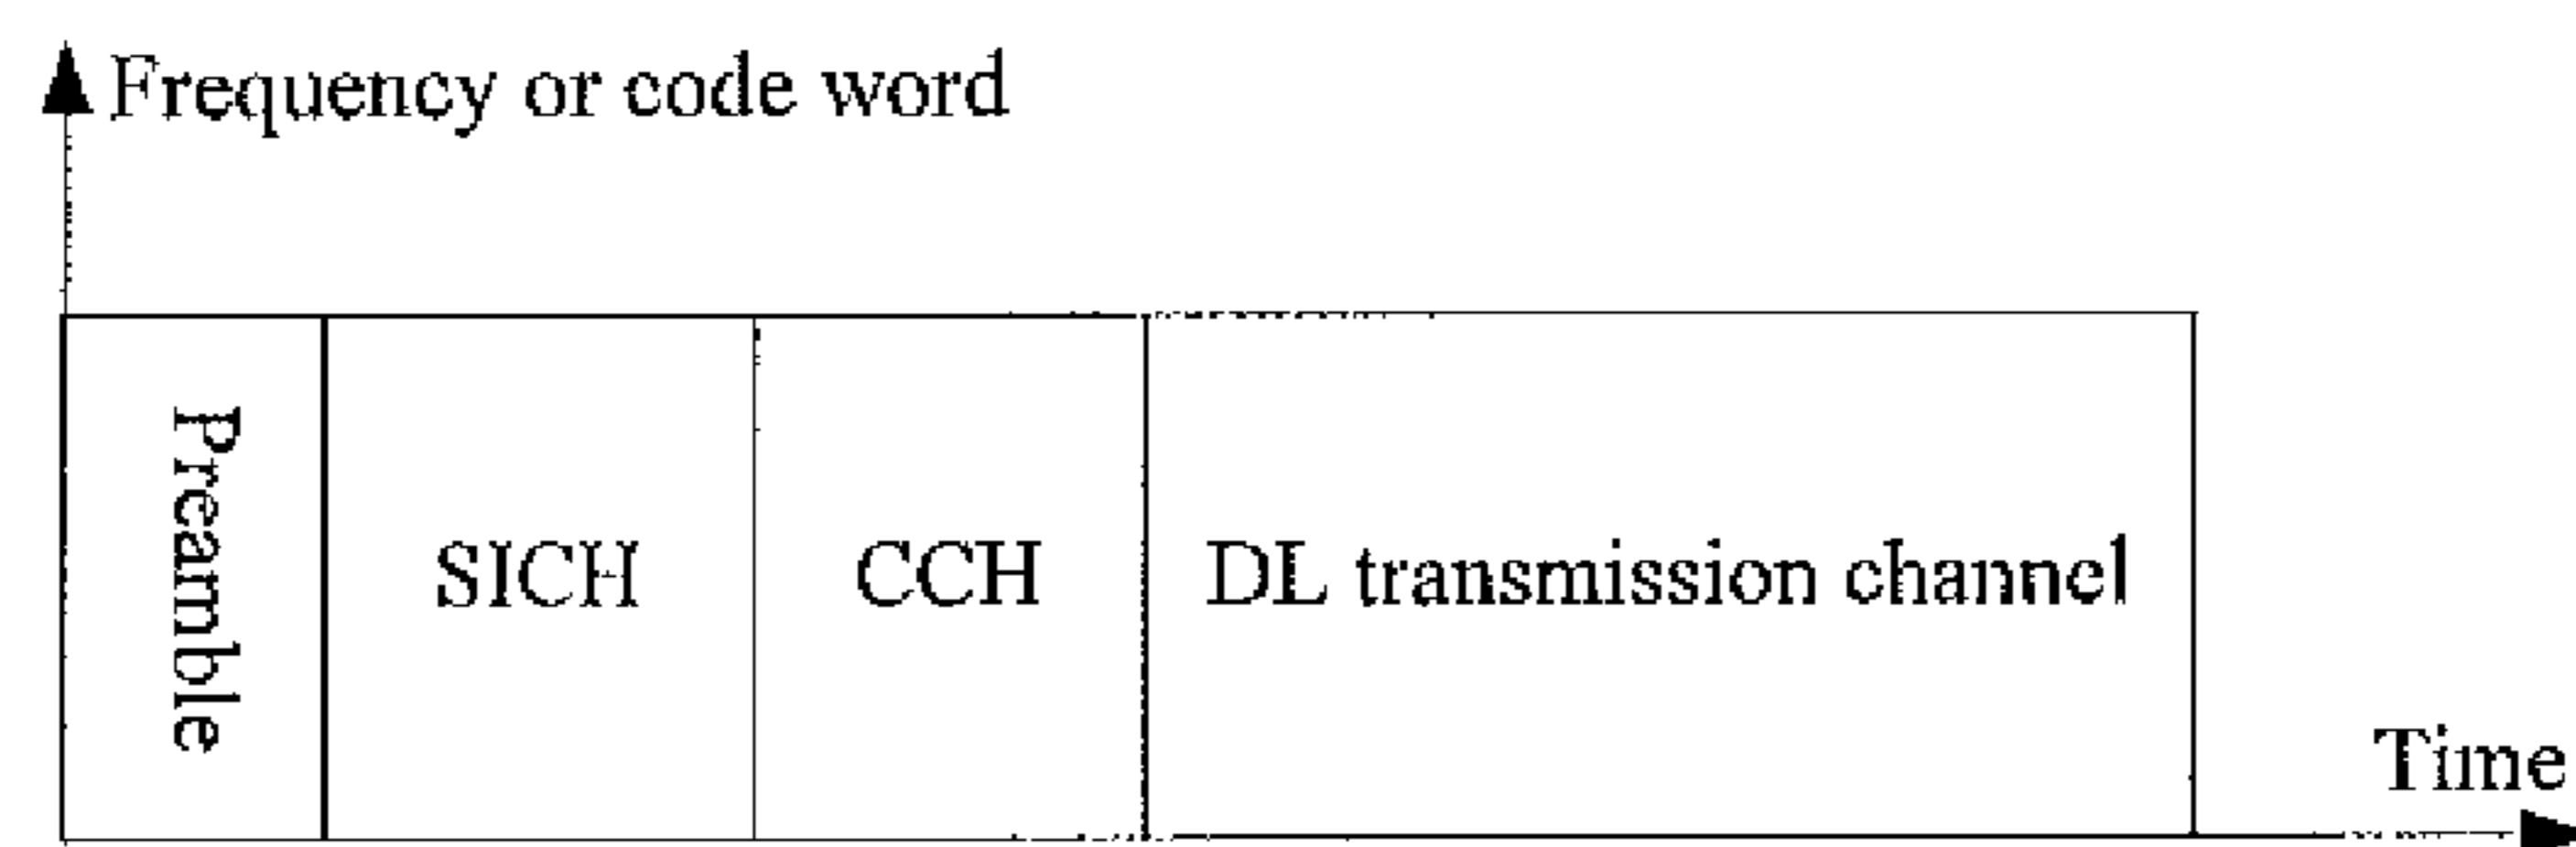 Frequency or code word
Preamble
SICH
CCH
DL transmission channel
Time